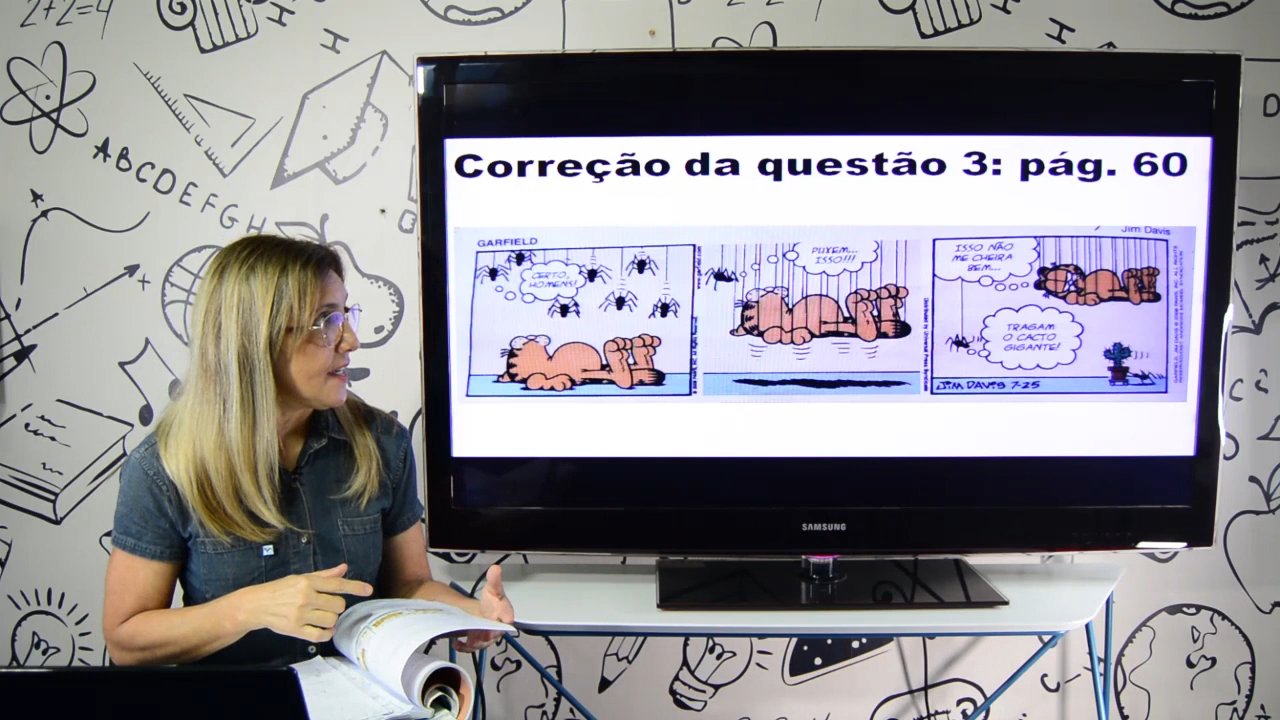 2+2=4
H
H
H
H
ABCDEFGH
Correção da questão 3: pág. 60
GARFIELD
Jim Davis
CERTO,
HOMENS!
PUXEM...
ISSO!!!
ISSO NÃO
ME CHEIRA
BEM...
TRAGAM
O CACTO
GIGANTE!
JIM DAVIS 7-25
SAMSUNG